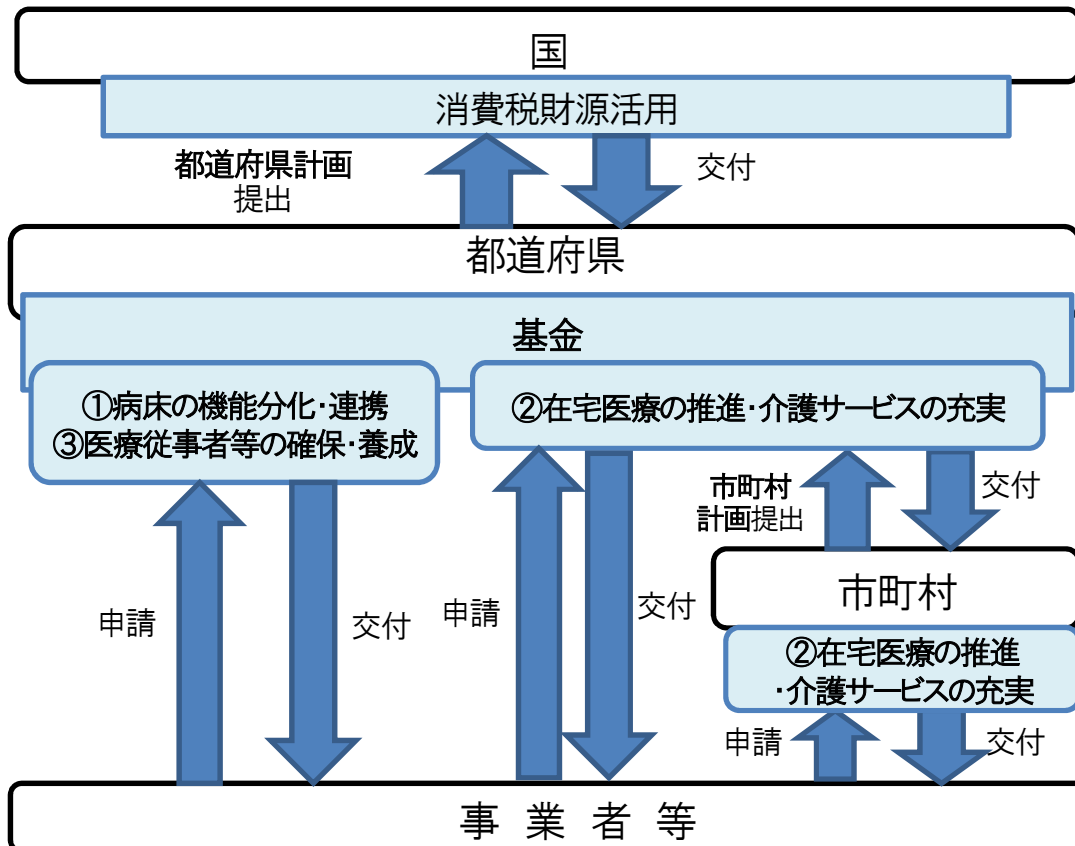 国
消費税財源活用
都道府県計画
提出
交付
都道府県
基金
①病床の機能分化・連携
③医療従事者等の確保・養成
②在宅医療の推進・介護サービスの充実
市町村
計画提出
交付
市町村
②在宅医療の推進
・介護サービスの充実
申請
交付
申請
交付
申請
交付
事業者等